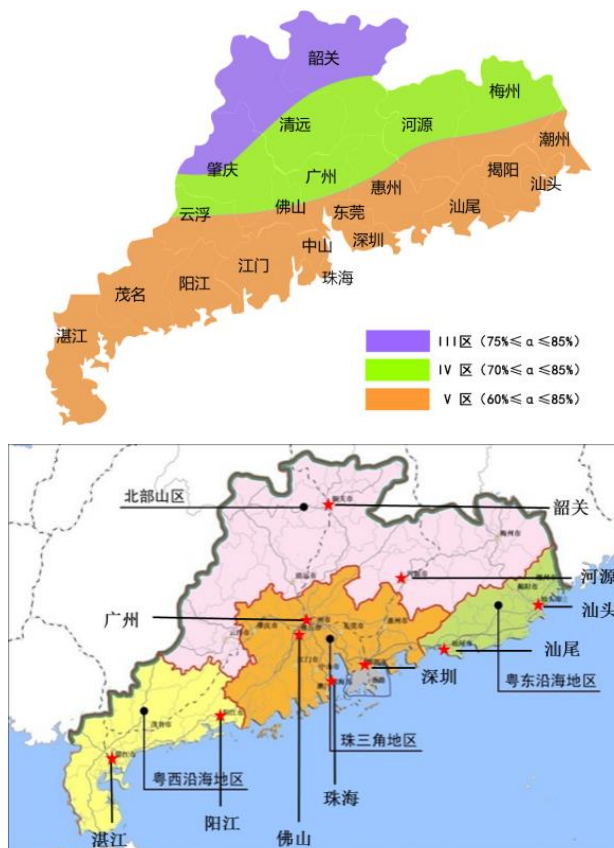 韶关
梅州
清远
河源
潮州
肇庆
广州
揭阳
惠州
汕头
佛山
云浮
东莞
汕尾
中山
深圳
江门
珠海
阳江
茂名
湛江
III区 (75%≤α≤85%)
IV 区 (70%≤α≤85%)
V 区 (60%≤α≤85%)
北部山区
韶关
河源
广州
汕头
汕尾
深圳
粤东沿海地区
珠三角地区
粤西沿海地区
珠海
阳江
湛江
佛山